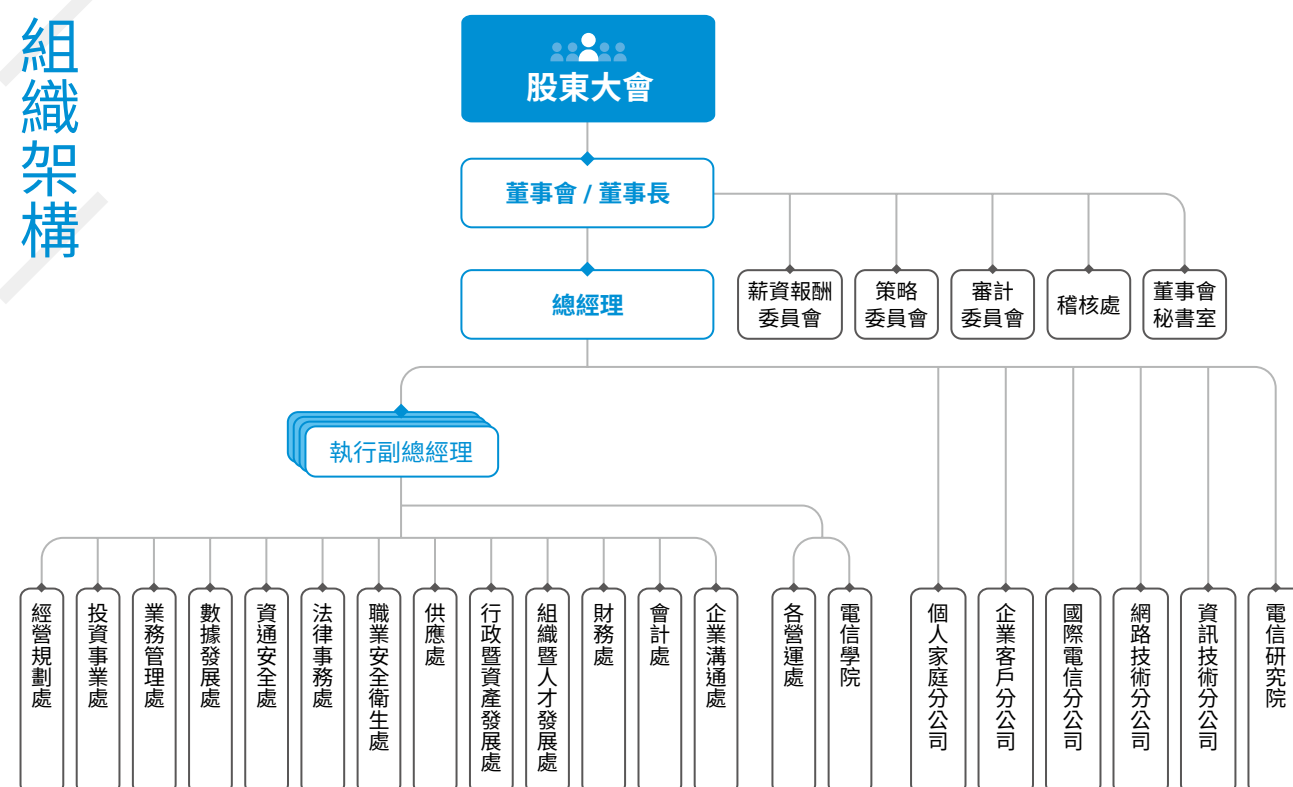 組織架構
股東大會
董事會 / 董事長
總經理
薪資報酬
委員會
策略
委員會
審計
委員會
稽核處
董事會
秘書室
執行副總經理
經營規劃處
投資事業處
業務管理處
數據發展處
資通安全處
法律事務處
職業安全衛生處
供應處
行政暨資產發展處
組織暨人才發展處
財務處
會計處
企業溝通處
各營運處
電信學院
個人家庭分公司
企業客戶分公司
國際電信分公司
網路技術分公司
資訊技術分公司
電信研究院